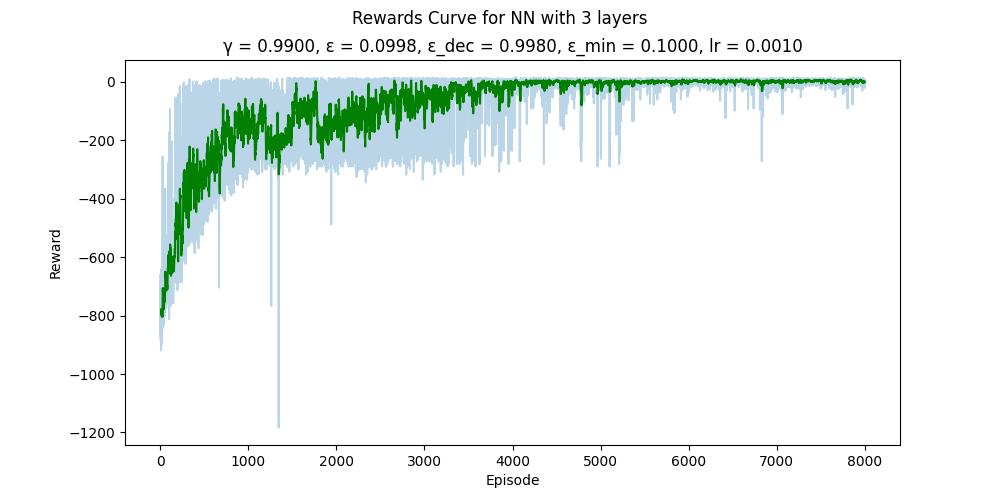 Rewards Curve for NN with 3 layers
γ = 0.9900, ε = 0.0998, ε_dec = 0.9980, ε_min = 0.1000, lr = 0.0010
0
−200
−400
−600
−800
−1000
−1200
Reward
0 1000 2000 3000 4000 5000 6000 7000 8000
Episode